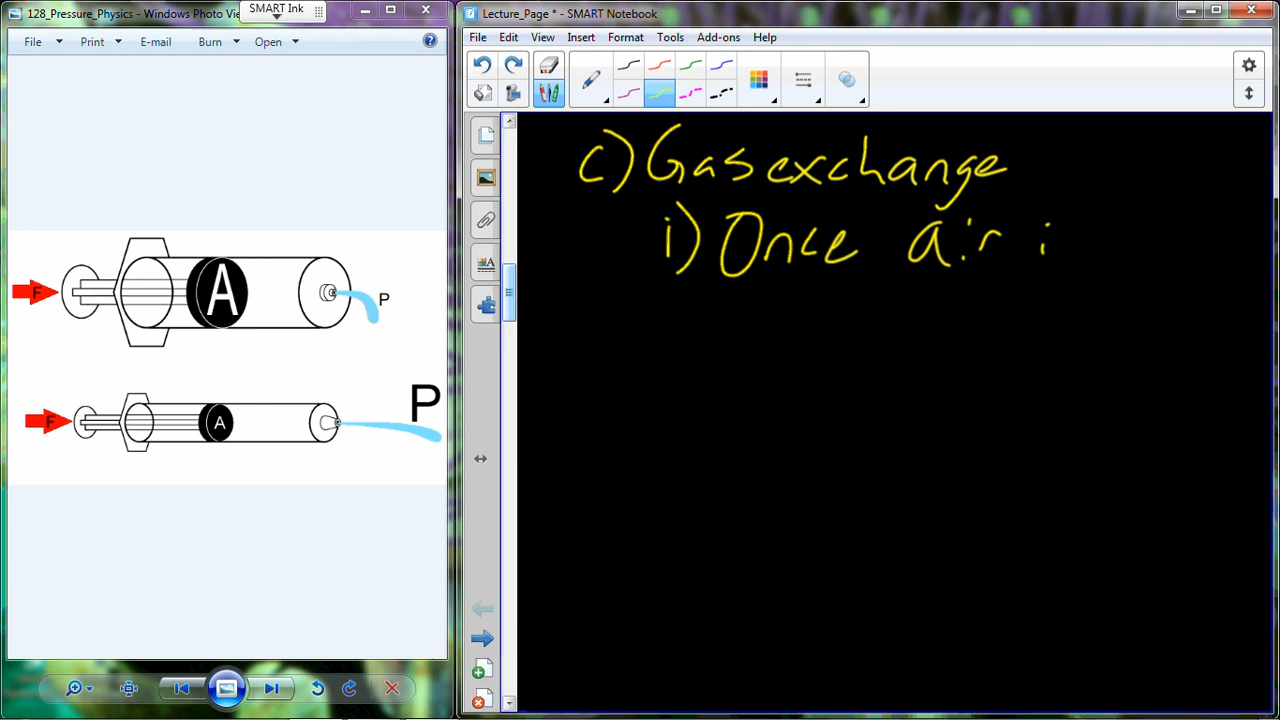 128_Pressure_Physics - Windows Photo Vi
SMART Ink
File Print E-mail Burn Open
F
A
P
F
A
P
Lecture_Page * - SMART Notebook
File Edit View Insert Format Tools Add-ons Help
c) Gas exchange
i) Once air i